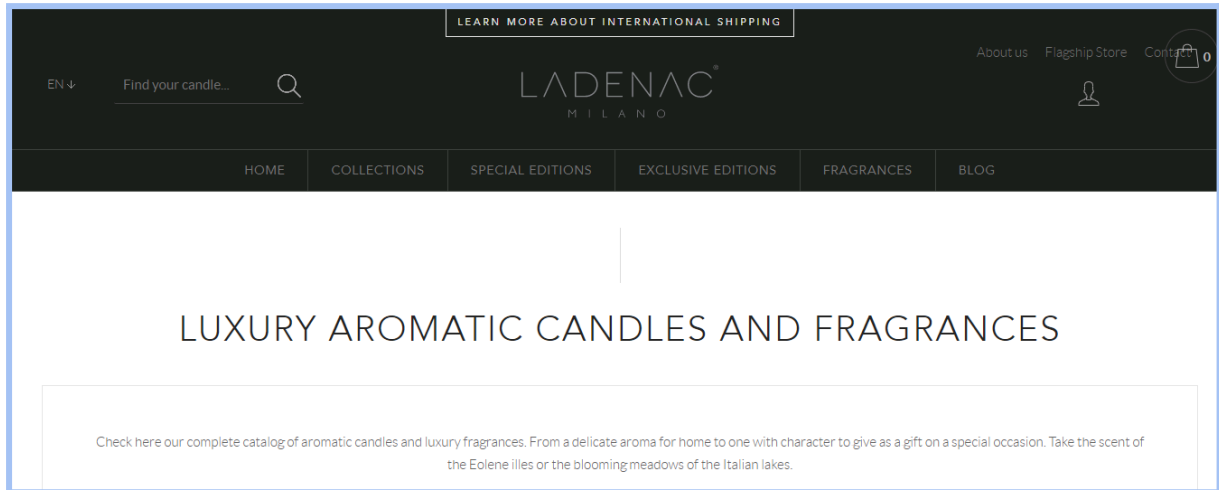 LEARN MORE ABOUT INTERNATIONAL SHIPPING
About us Flagship Store Contact
0
EN
Find your candle...
LADENAC®
MILANO
HOME COLLECTIONS SPECIAL EDITIONS EXCLUSIVE EDITIONS FRAGRANCES BLOG
LUXURY AROMATIC CANDLES AND FRAGRANCES
Check here our complete catalog of aromatic candles and luxury fragrances. From a delicate aroma for home to one with character to give as a gift on a special occasion. Take the scent of
the Eolene illes or the blooming meadows of the Italian lakes.